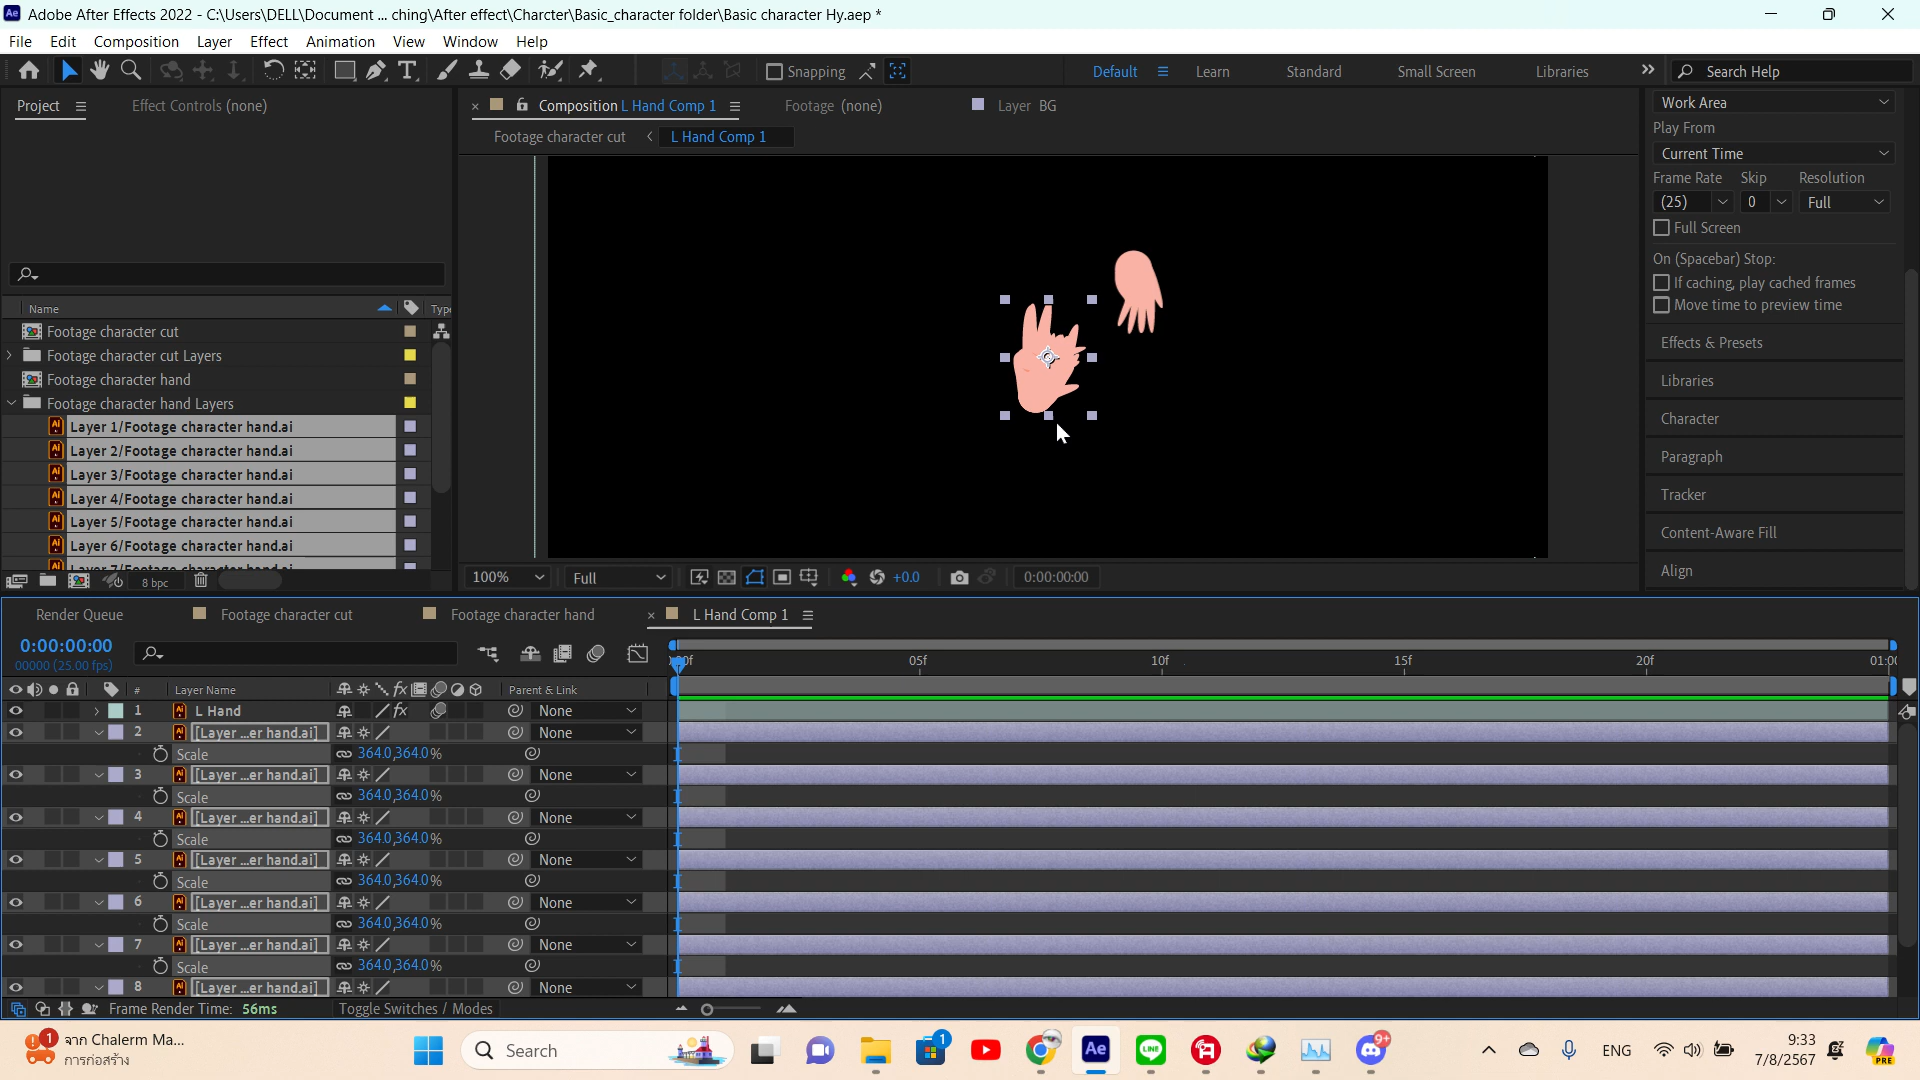 Adobe After Effects 2022 - C:\Users\DELL\Document ... ching\After effect\Charcter\Basic_character folder\Basic character Hy.aep *
File Edit Composition Layer Effect Animation View Window Help
Snapping Default Learn Standard Small Screen Libraries Search Help
Project Effect Controls (none) Composition L Hand Comp 1 Footage (none) Layer BG
Footage character cut L Hand Comp 1
Work Area
Play From
Current Time
Frame Rate Skip Resolution
(25) 0 Full
Full Screen
On (Spacebar) Stop:
If caching, play cached frames
Move time to preview time
Effects & Presets
Libraries
Character
Paragraph
Tracker
Content-Aware Fill
Align
Name Typ
Footage character cut
Footage character cut Layers
Footage character hand
Footage character hand Layers
Layer 1/Footage character hand.ai
Layer 2/Footage character hand.ai
Layer 3/Footage character hand.ai
Layer 4/Footage character hand.ai
Layer 5/Footage character hand.ai
Layer 6/Footage character hand.ai
8 bpc
100% Full +0.0 0:00:00:00
Render Queue Footage character cut Footage character hand L Hand Comp 1
0:00:00:00
00000 (25.00 fps)
05f 10f 15f 20f
# Layer Name Parent & Link
1 L Hand None
2 [Layer ...er hand.ai] None
Scale 364.0,364.0%
3 [Layer ...er hand.ai] None
Scale 364.0,364.0%
4 [Layer ...er hand.ai] None
Scale 364.0,364.0%
5 [Layer ...er hand.ai] None
Scale 364.0,364.0%
6 [Layer ...er hand.ai] None
Scale 364.0,364.0%
7 [Layer ...er hand.ai] None
Scale 364.0,364.0%
8 [Layer ...er hand.ai] None
Frame Render Time: 56ms Toggle Switches / Modes
จาก Chalerm Ma...
การก่อสร้าง
Search
ENG
9:33
7/8/2567